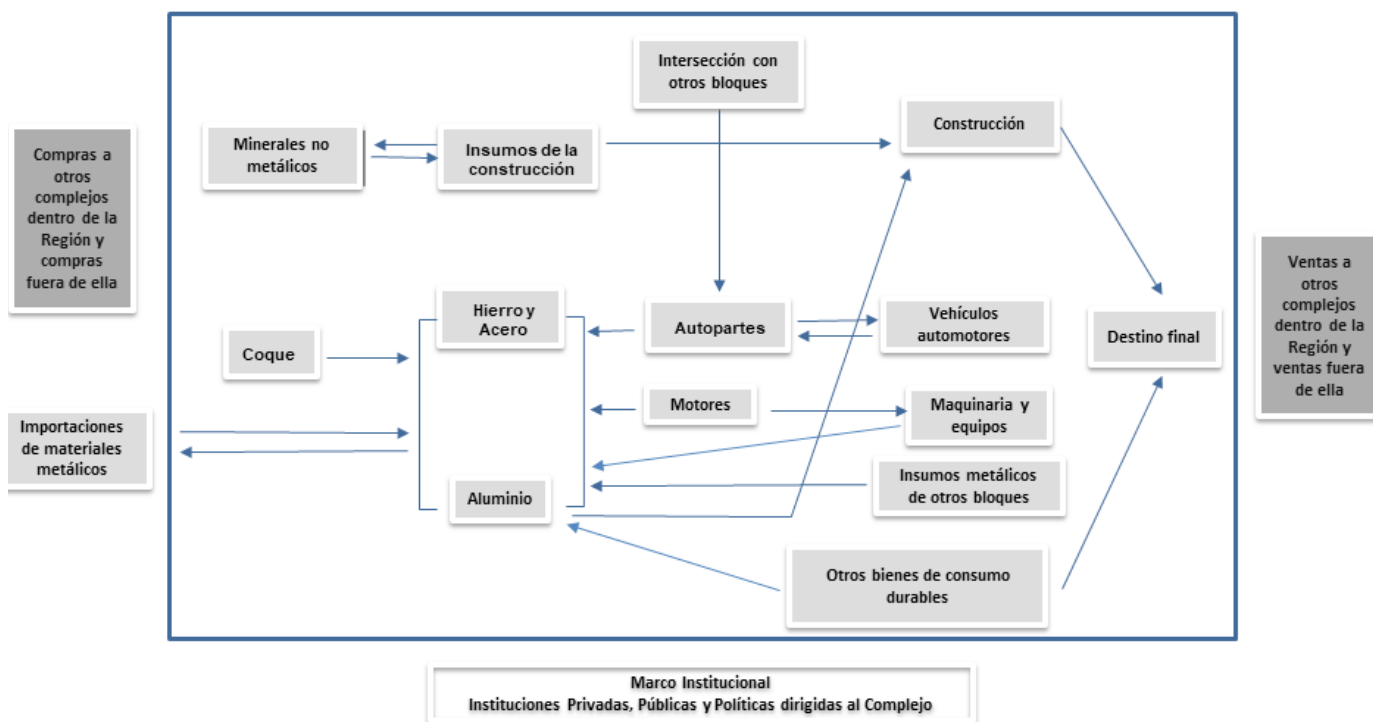 Intersección con
otros bloques
Construcción
Minerales no
metálicos
Insumos de la
construcción
Compras a
otros
complejos
dentro de la
Región y
compras
fuera de ella
Ventas a
otros
complejos
dentro de la
Región y
ventas fuera
de ella
Hierro y
Acero
Autopartes
Vehículos
automotores
Destino final
Coque
Motores
Maquinaria y
equipos
Importaciones
de materiales
metálicos
Insumos metálicos
de otros bloques
Aluminio
Otros bienes de consumo
durables
Marco Institucional
Instituciones Privadas, Públicas y Políticas dirigidas al Complejo